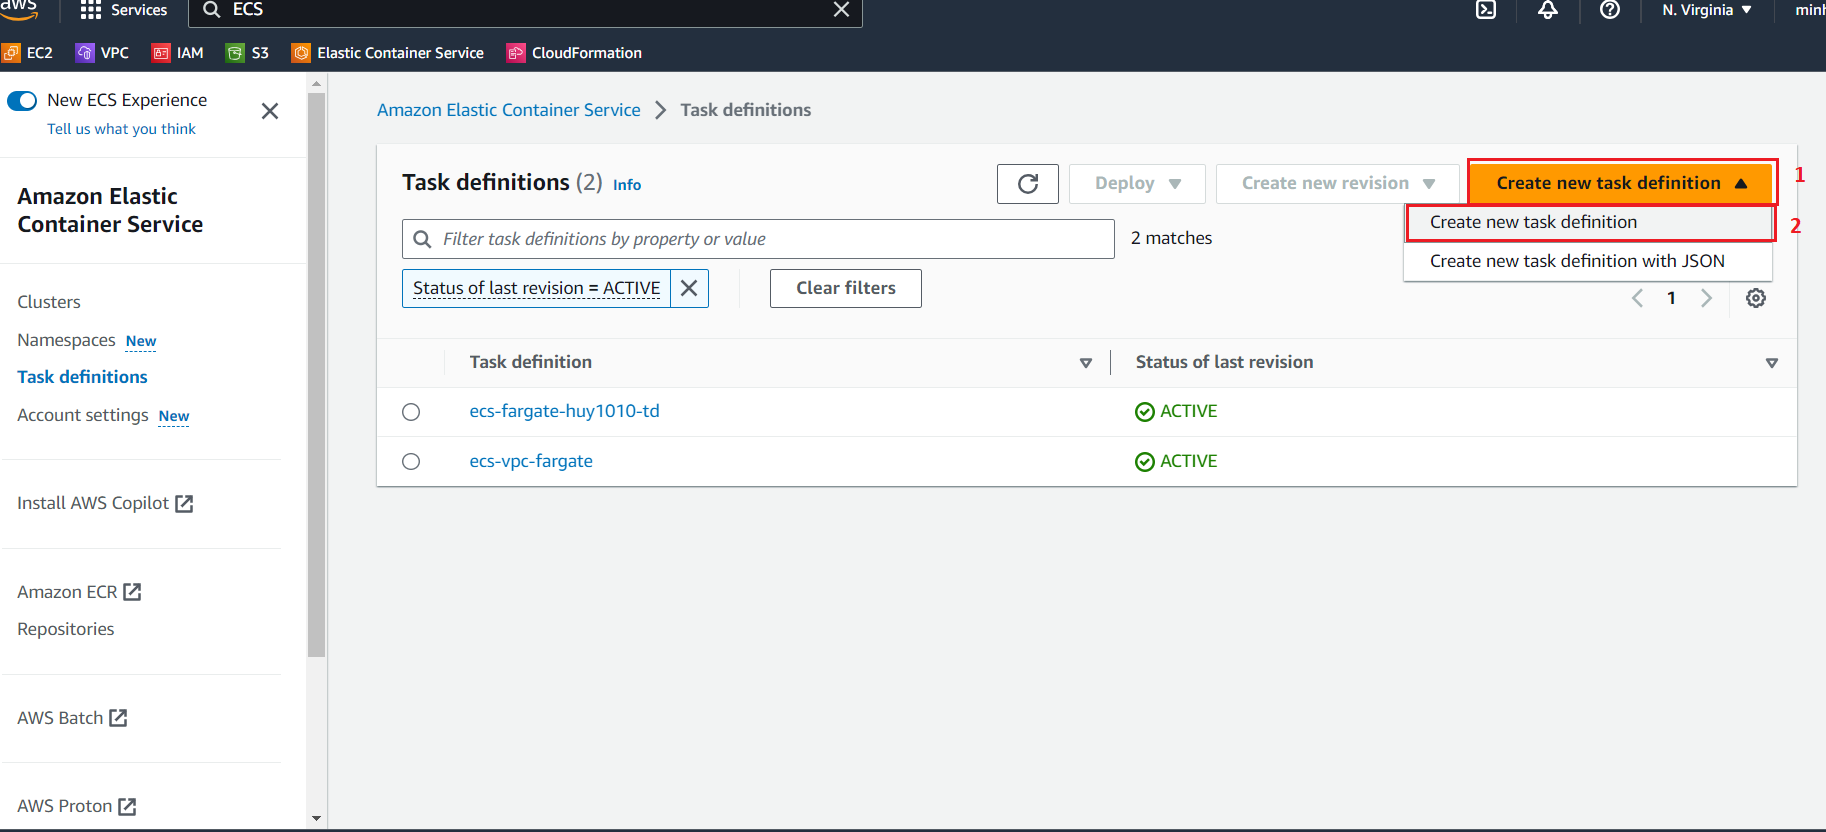 aws
Services
ECS
N. Virginia
minh
EC2
VPC
IAM
S3
Elastic Container Service
CloudFormation
New ECS Experience
Tell us what you think
Amazon Elastic
Container Service
Clusters
Namespaces New
Task definitions
Account settings New
Install AWS Copilot
Amazon ECR
Repositories
AWS Batch
AWS Proton
Amazon Elastic Container Service > Task definitions
Task definitions (2) Info
Deploy
Create new revision
Create new task definition
1
Create new task definition
2
Create new task definition with JSON
Filter task definitions by property or value
2 matches
Status of last revision = ACTIVE
Clear filters
1
Task definition
Status of last revision
ecs-fargate-huy1010-td
ACTIVE
ecs-vpc-fargate
ACTIVE